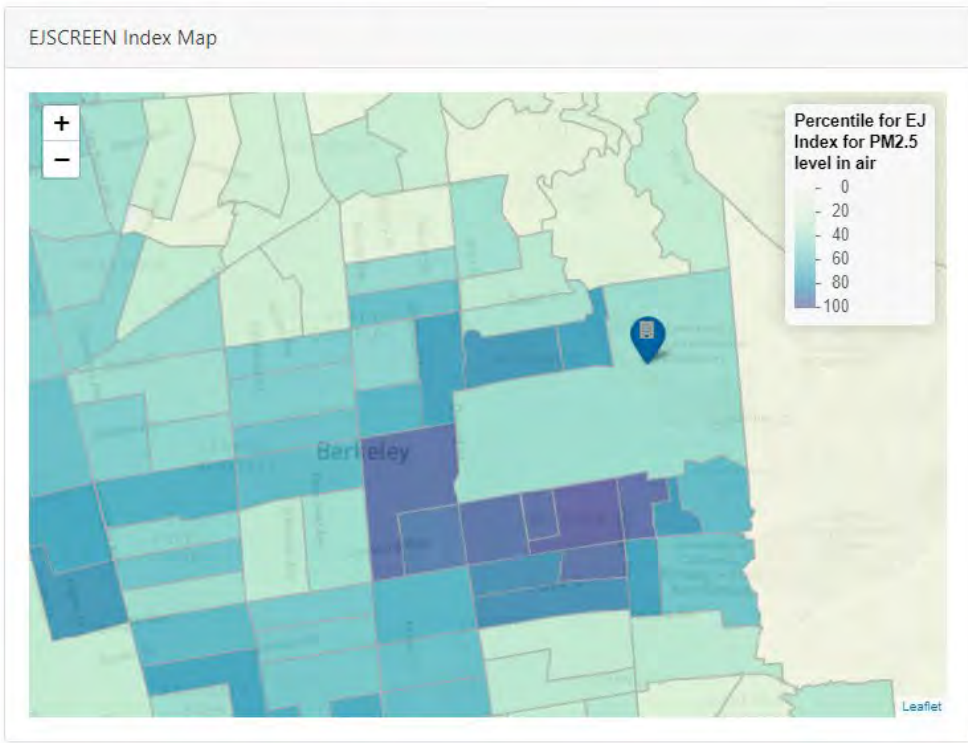 EJSCREEN Index Map
+
−
Percentile for EJ
Index for PM2.5
level in air
0
20
40
60
80
100
Berkeley
Leaflet